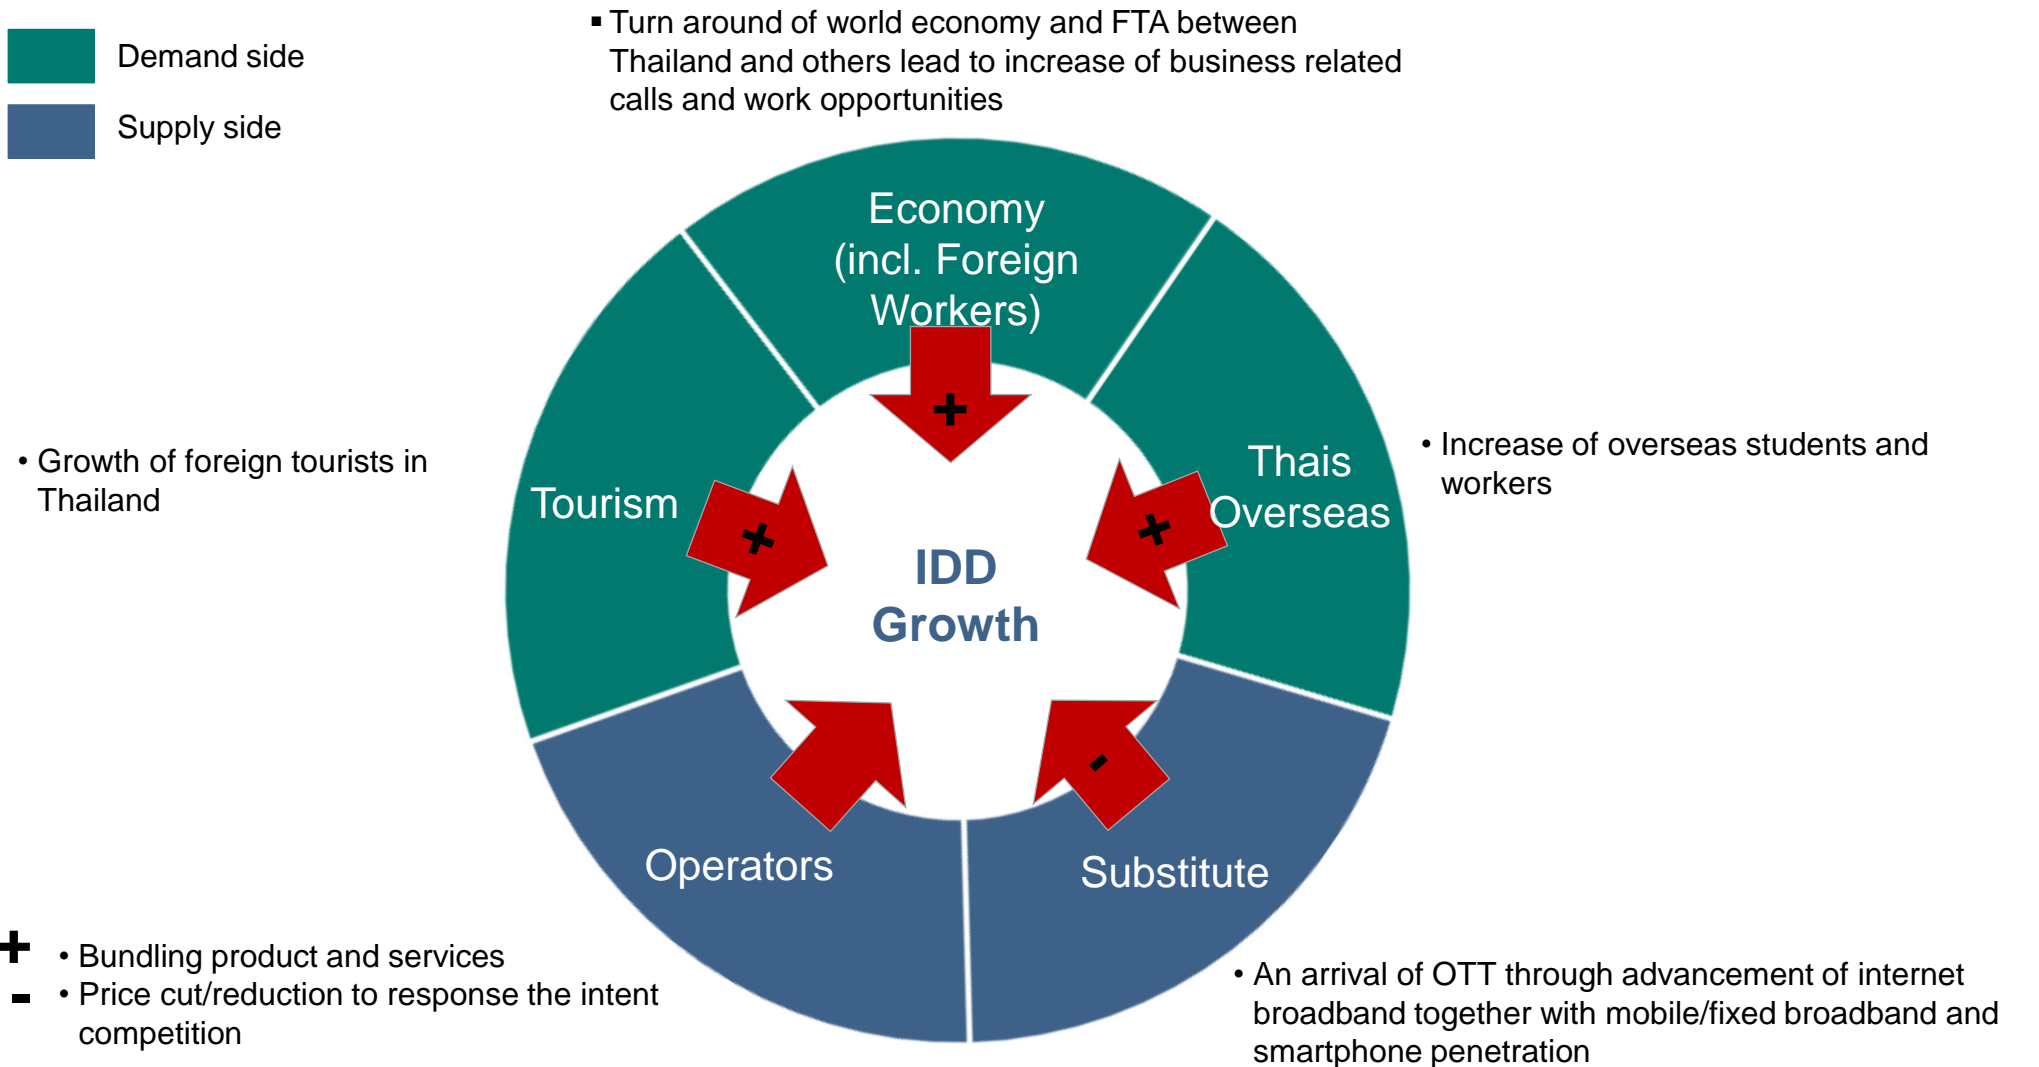 Demand side
Supply side
▪ Turn around of world economy and FTA between
Thailand and others lead to increase of business related
calls and work opportunities
Economy
(incl. Foreign
Workers)
+
• Growth of foreign tourists in
Thailand
Tourism
+
Thais
Overseas
+
• Increase of overseas students and
workers
IDD
Growth
-
Operators
Substitute
+ • Bundling product and services
- • Price cut/reduction to response the intent
competition
• An arrival of OTT through advancement of internet
broadband together with mobile/fixed broadband and
smartphone penetration